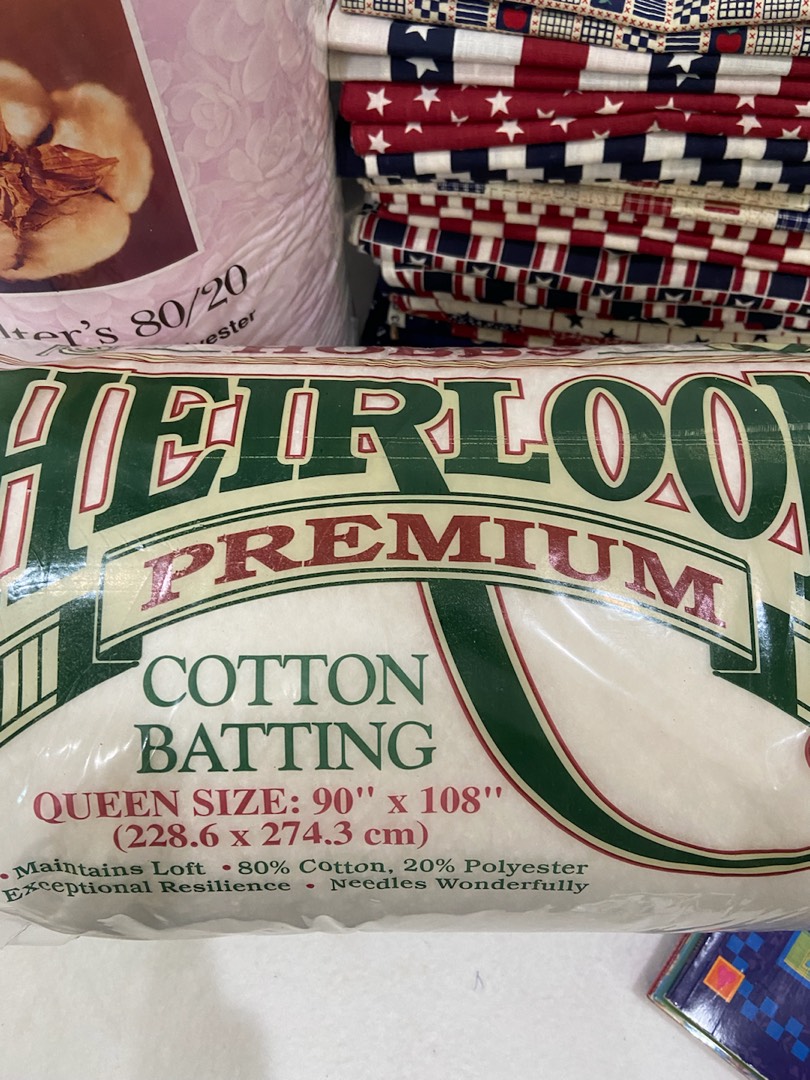 80/20
HEIRLOO
PREMIUM
COTTON
BATTING
QUEEN SIZE: 90" x 108"
(228.6 x 274.3 cm)
• Maintains Loft • 80% Cotton, 20% Polyester
Exceptional Resilience • Needles Wonderfully